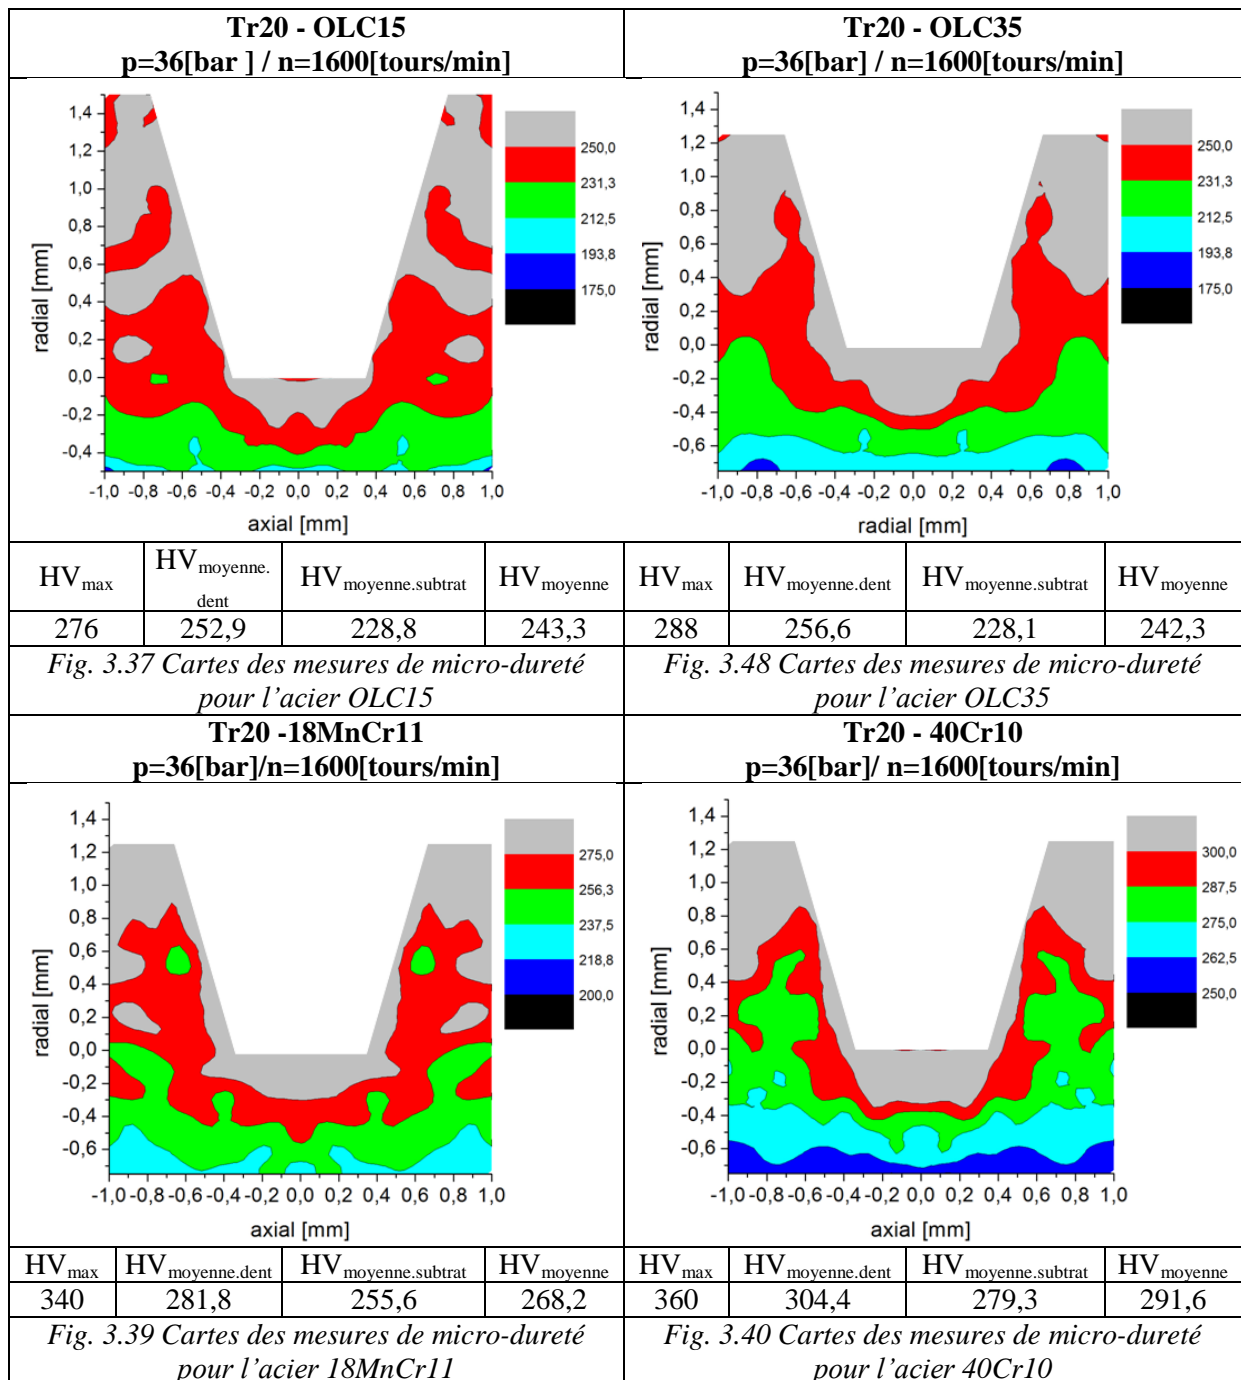 Tr20 - OLC15
p=36[bar ] / n=1600[tours/min]
Tr20 - OLC35
p=36[bar] / n=1600[tours/min]
1,4
1,2
1,0
0,8
0,6
0,4
0,2
0,0
-0,2
-0,4
radial [mm]
-1,0 -0,8 -0,6 -0,4 -0,2 0,0 0,2 0,4 0,6 0,8 1,0
axial [mm]
250,0
231,3
212,5
193,8
175,0
1,4
1,2
1,0
0,8
0,6
0,4
0,2
0,0
-0,2
-0,4
-0,6
radial [mm]
-1,0 -0,8 -0,6 -0,4 -0,2 0,0 0,2 0,4 0,6 0,8 1,0
radial [mm]
250,0
231,3
212,5
193,8
175,0
HVmax HVmoyenne. dent HVmoyenne.subtrat HVmoyenne HVmax HVmoyenne.dent HVmoyenne.subtrat HVmoyenne
276 252,9 228,8 243,3 288 256,6 228,1 242,3
Fig. 3.37 Cartes des mesures de micro-dureté
pour l’acier OLC15
Fig. 3.48 Cartes des mesures de micro-dureté
pour l’acier OLC35
Tr20 -18MnCr11
p=36[bar]/n=1600[tours/min]
Tr20 - 40Cr10
p=36[bar]/ n=1600[tours/min]
1,4
1,2
1,0
0,8
0,6
0,4
0,2
0,0
-0,2
-0,4
-0,6
radial [mm]
-1,0 -0,8 -0,6 -0,4 -0,2 0,0 0,2 0,4 0,6 0,8 1,0
axial [mm]
275,0
256,3
237,5
218,8
200,0
1,4
1,2
1,0
0,8
0,6
0,4
0,2
0,0
-0,2
-0,4
-0,6
radial [mm]
-1,0 -0,8 -0,6 -0,4 -0,2 0,0 0,2 0,4 0,6 0,8 1,0
axial [mm]
300,0
287,5
275,0
262,5
250,0
HVmax HVmoyenne.dent HVmoyenne.subtrat HVmoyenne HVmax HVmoyenne.dent HVmoyenne.subtrat HVmoyenne
340 281,8 255,6 268,2 360 304,4 279,3 291,6
Fig. 3.39 Cartes des mesures de micro-dureté
pour l’acier 18MnCr11
Fig. 3.40 Cartes des mesures de micro-dureté
pour l’acier 40Cr10